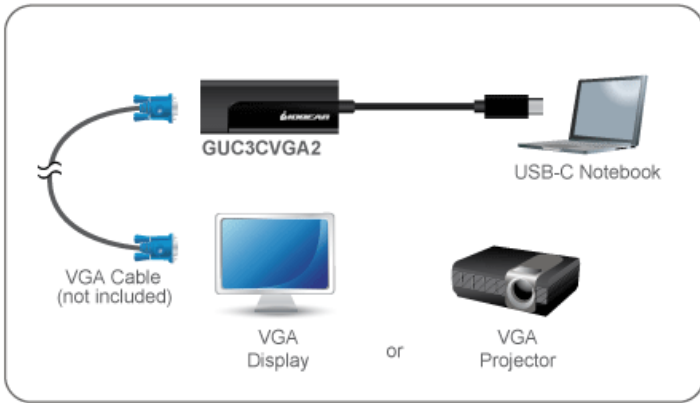 IOGEAR
GUC3CVGA2
USB-C Notebook
VGA Cable
(not included)
VGA
Display
or
VGA
Projector